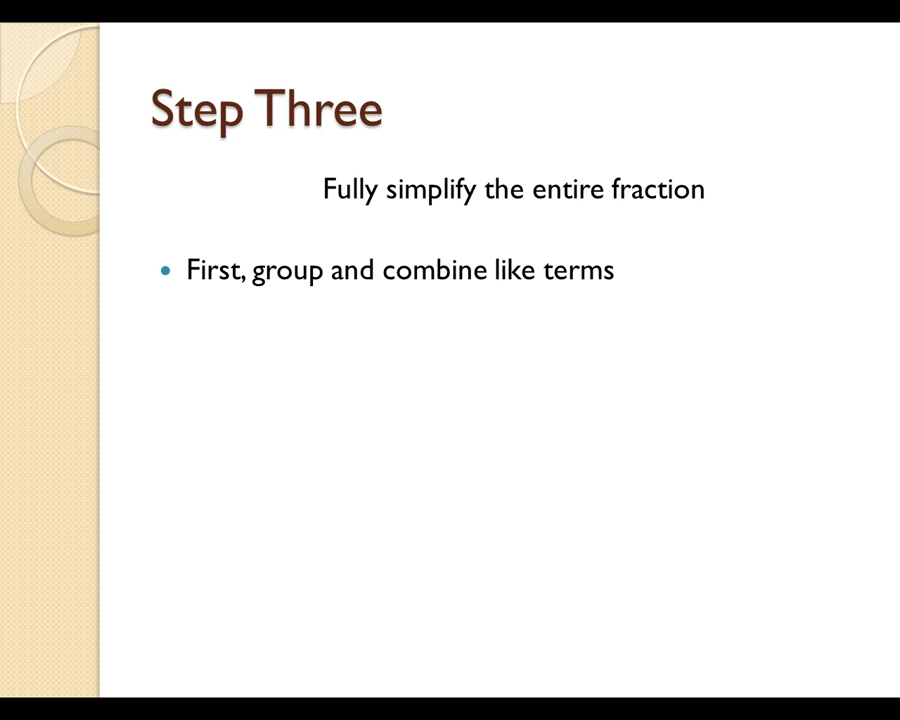 Step Three
Fully simplify the entire fraction
• First, group and combine like terms